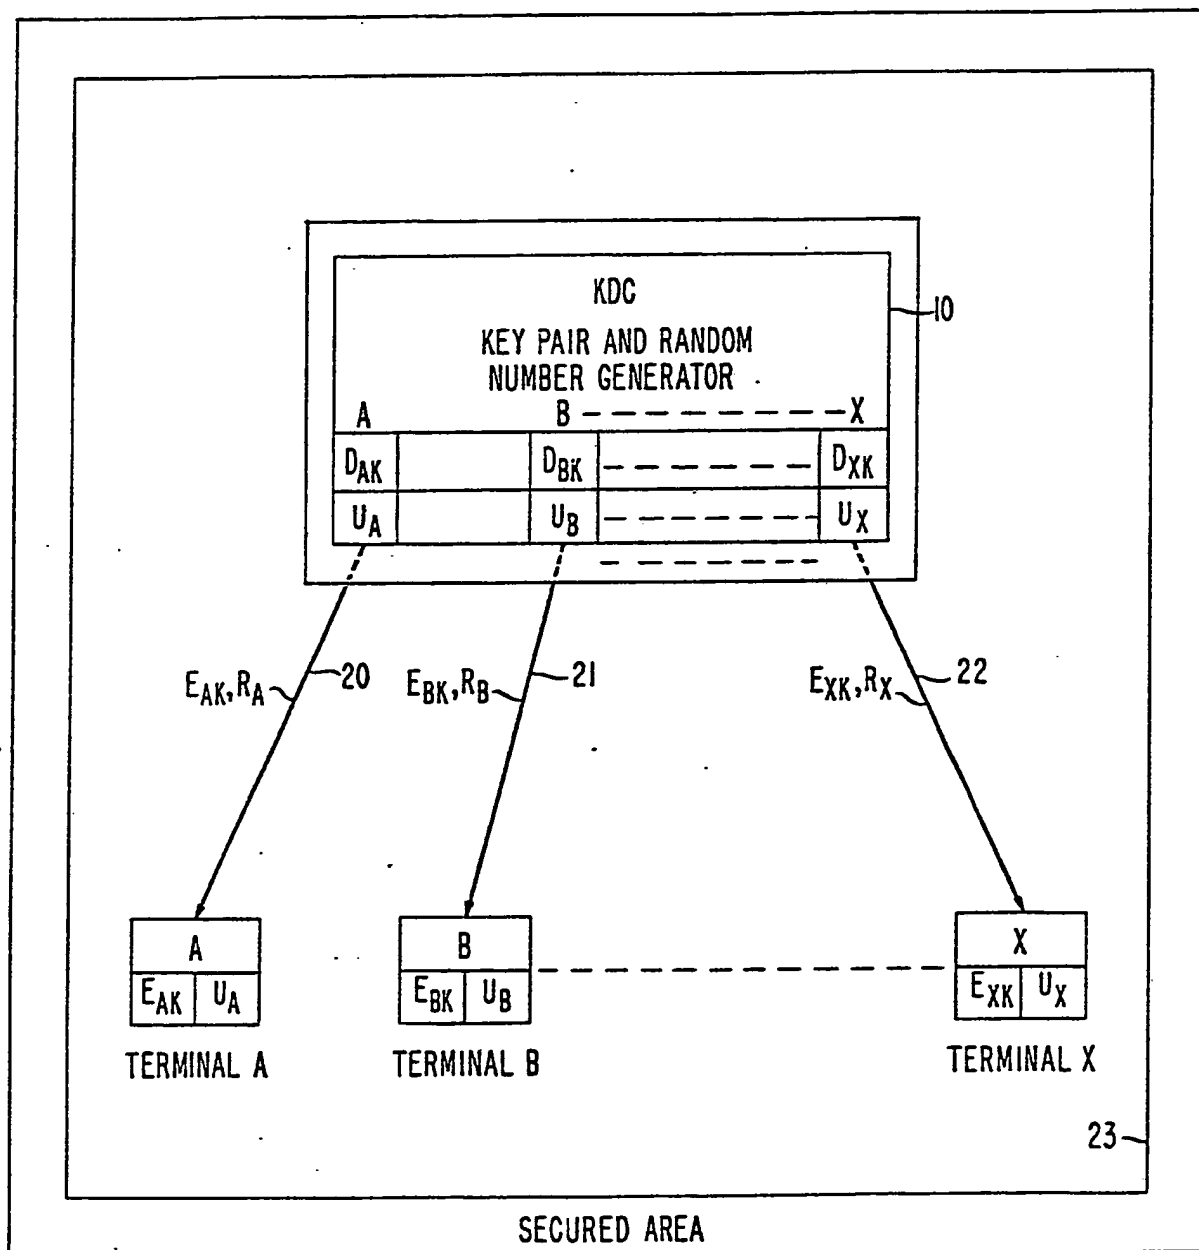 KDC
10
KEY PAIR AND RANDOM
NUMBER GENERATOR
A B X
D_AK D_BK D_XK
U_A U_B U_X
E_AK, R_A 20 E_BK, R_B 21 E_XK, R_X 22
A B X
E_AK U_A E_BK U_B E_XK U_X
TERMINAL A TERMINAL B TERMINAL X
23
SECURED AREA